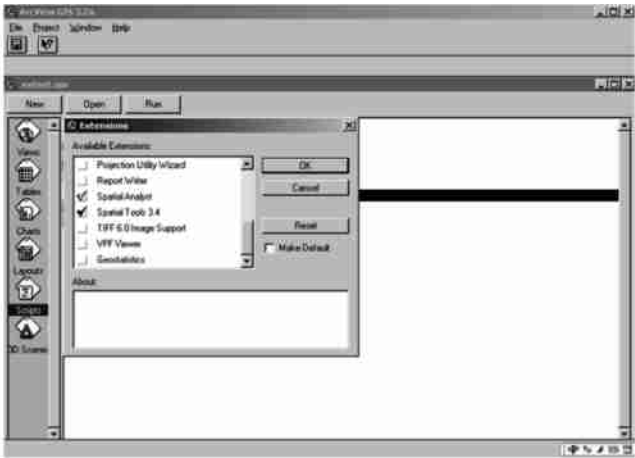 ArcView GIS
File Project Window Help
New Open Run
Extensions
Available Extensions:
Views
Tables
Charts
Layouts
Scripts
3D Scenes
Projection Utility Wizard
Report Writer
Spatial Analyst
Spatial Tools 3.4
TIFF 6.0 Image Support
VPF Viewer
Geostatistics
OK
Cancel
Reset
Make Default
About: